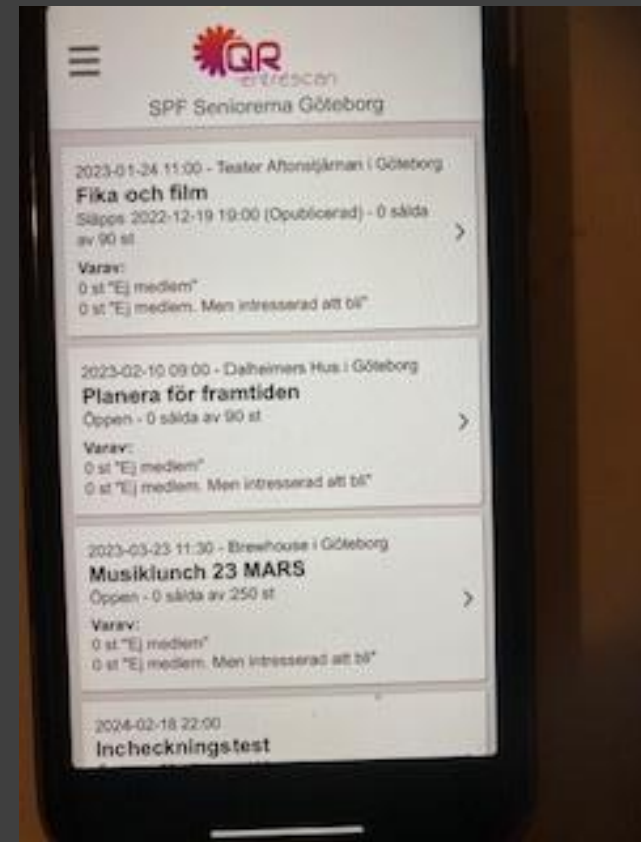 QR
entréscan
SPF Seniorerna Göteborg
2023-01-24 11:00 - Teater Aftonstjärnan i Göteborg
Fika och film
Släpps 2022-12-19 19:00 (Opublicerad) - 0 sålda
av 90 st
Varav:
0 st "Ej medlem"
0 st "Ej medlem. Men intresserad att bli"
2023-02-10 09:00 - Dalheimers Hus i Göteborg
Planera för framtiden
Öppen - 0 sålda av 90 st
Varav:
0 st "Ej medlem"
0 st "Ej medlem. Men intresserad att bli"
2023-03-23 11:30 - Brewhouse i Göteborg
Musiklunch 23 MARS
Öppen - 0 sålda av 250 st
Varav:
0 st "Ej medlem"
0 st "Ej medlem. Men intresserad att bli"
2024-02-18 22:00
Incheckningstest